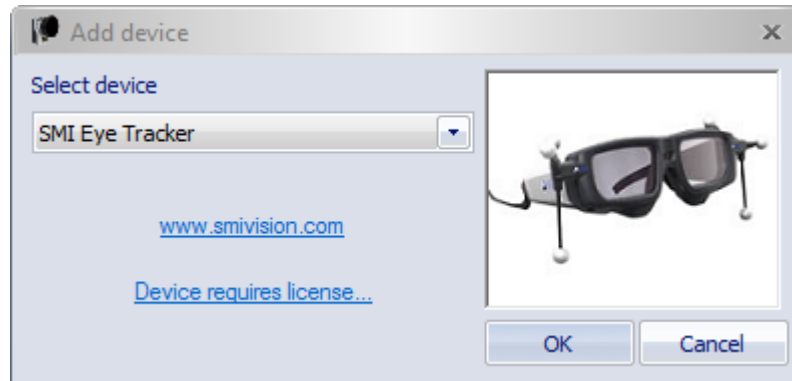 Add device
Select device
SMI Eye Tracker
www.smivision.com
Device requires license...
OK
Cancel